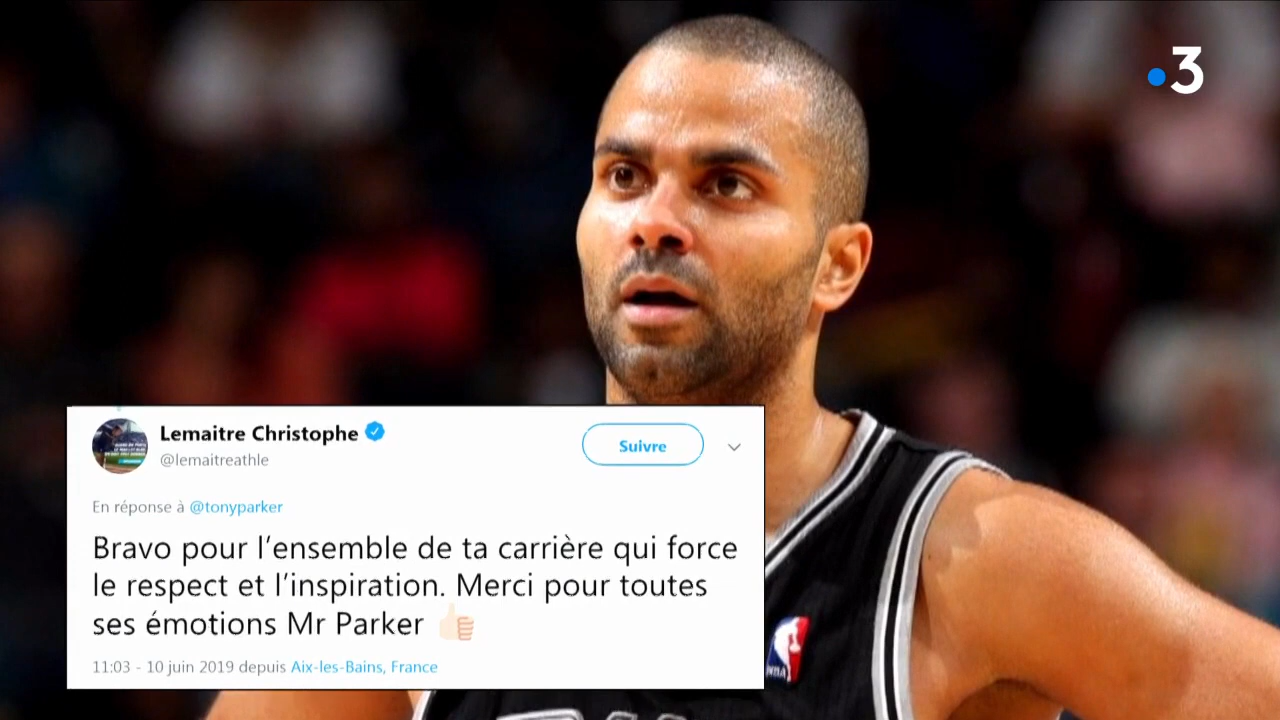 3
Lemaitre Christophe
@lemaitreathle
Suivre
En réponse à @tonyparker
Bravo pour l’ensemble de ta carrière qui force
le respect et l’inspiration. Merci pour toutes
ses émotions Mr Parker
11:03 - 10 juin 2019 depuis Aix-les-Bains, France
NBA